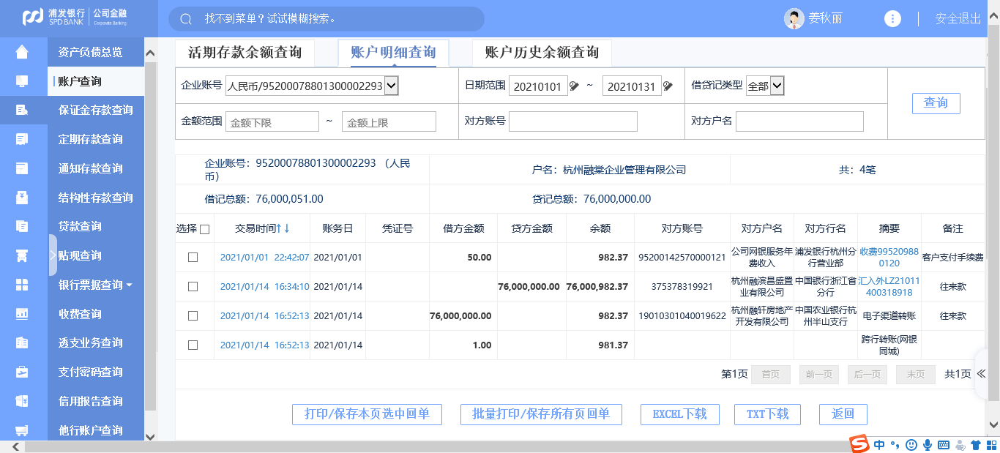 浦发银行 公司金融
SPD BANK Corporate Banking
找不到菜单？试试模糊搜索。
姜秋丽
安全退出
资产负债总览
账户查询
保证金存款查询
定期存款查询
通知存款查询
结构性存款查询
贷款查询
贴现查询
银行票据查询
收费查询
透支业务查询
支付密码查询
信用报告查询
他行账户查询
活期存款余额查询 账户明细查询 账户历史余额查询
企业账号 人民币/95200078801300002293 日期范围 20210101 ~ 20210131 借贷记类型 全部
查询
金额范围 金额下限 ~ 金额上限 对方账号 对方户名
企业账号：95200078801300002293 （人民
币） 户名：杭州融棠企业管理有限公司 共：4笔
借记总额：76,000,051.00 贷记总额：76,000,000.00
选择 交易时间↑↓ 账务日 凭证号 借方金额 贷方金额 余额 对方账号 对方户名 对方行名 摘要 备注
2021/01/01 22:42:07 2021/01/01 50.00 982.37 95200142570000121 公司网银服务年 浦发银行杭州分 收费99520988 客户支付手续费
费收入 行营业部 0120
2021/01/14 16:34:10 2021/01/14 76,000,000.00 76,000,982.37 375378319921 杭州融滨昌盛置 中国银行浙江省 汇入外LZ21011 往来款
业有限公司 分行 400318918
2021/01/14 16:52:13 2021/01/14 76,000,000.00 982.37 19010301040019622 杭州融轩房地产 中国农业银行杭 电子渠道转账 往来款
开发有限公司 州半山支行
2021/01/14 16:52:13 2021/01/14 1.00 981.37 跨行转账(网银
同城)
第1页 首页 前一页 后一页 末页 共1页
打印/保存本页选中回单 批量打印/保存所有页回单 EXCEL下载 TXT下载 返回
中